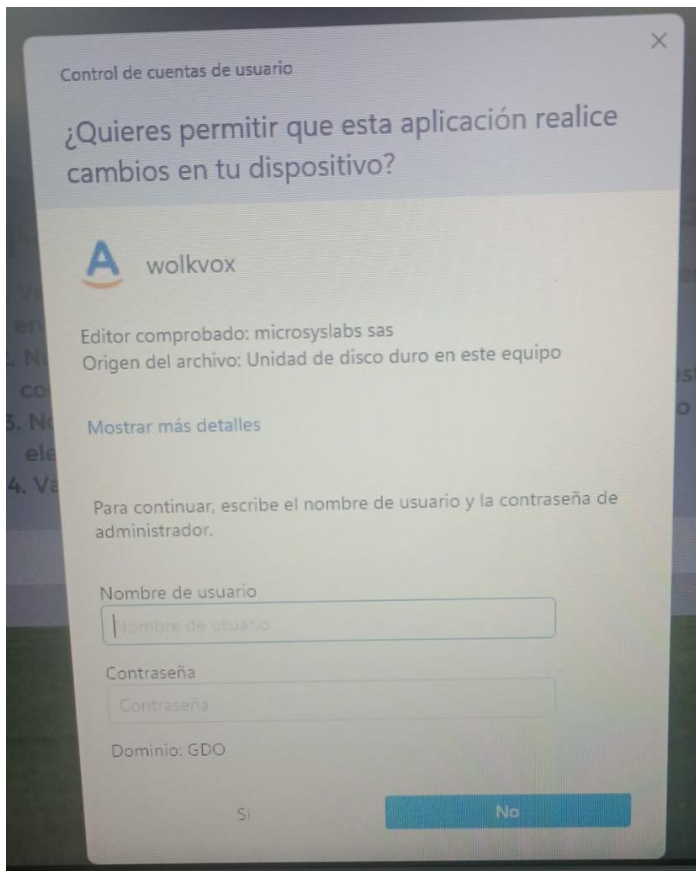 Control de cuentas de usuario
¿Quieres permitir que esta aplicación realice
cambios en tu dispositivo?
A
wolkvox
Editor comprobado: microsyslabs sas
Origen del archivo: Unidad de disco duro en este equipo
Mostrar más detalles
Para continuar, escribe el nombre de usuario y la contraseña de
administrador.
Nombre de usuario
Nombre de usuario
Contraseña
Contraseña
Dominio: GDO
Sí
No